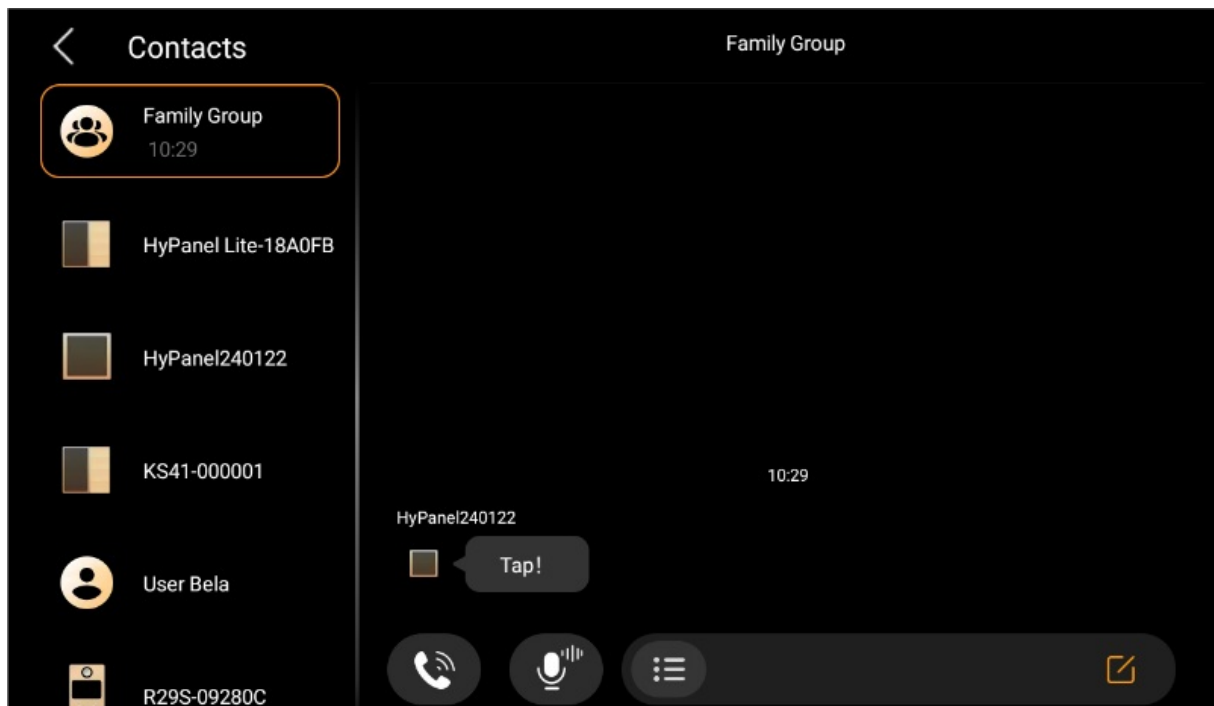 Contacts
Family Group
10:29
HyPanel Lite-18A0FB
HyPanel240122
KS41-000001
User Bela
R29S-09280C
Family Group
10:29
HyPanel240122
Tap!